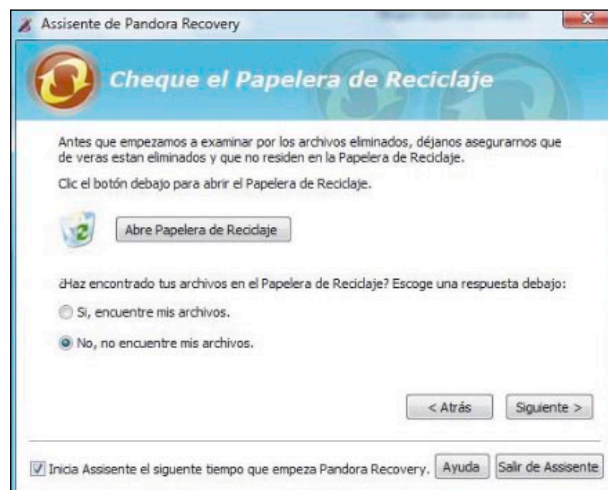 Assisente de Pandora Recovery
Cheque el Papelera de Reciclaje
Antes que empezamos a examinar por los archivos eliminados, déjanos asegurarnos que
de veras estan eliminados y que no residen en la Papelera de Reciclaje.
Clic el botón debajo para abrir el Papelera de Reciclaje.
Abre Papelera de Reciclaje
¿Haz encontrado tus archivos en el Papelera de Reciclaje? Escoge una respuesta debajo:
Si, encuentre mis archivos.
No, no encuentre mis archivos.
< Atrás Siguiente >
Inicia Assisente el siguente tiempo que empeza Pandora Recovery. Ayuda Salir de Assisente